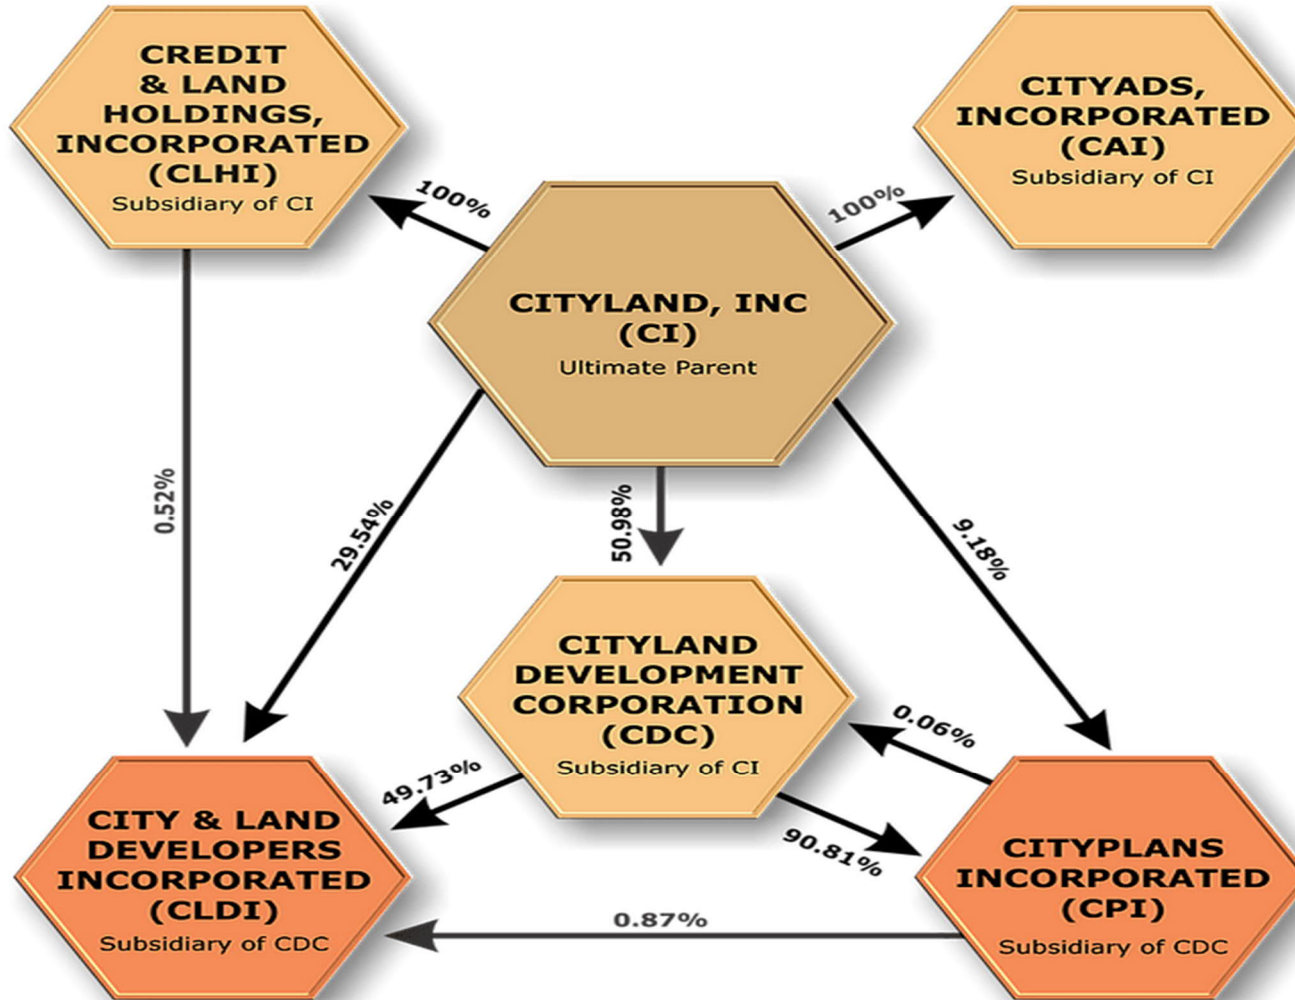 CREDIT
& LAND
HOLDINGS,
INCORPORATED
(CLHI)
Subsidiary of CI
CITYADS,
INCORPORATED
(CAI)
Subsidiary of CI
100%
100%
CITYLAND, INC
(CI)
Ultimate Parent
0.52%
29.54%
50.98%
9.18%
CITYLAND
DEVELOPMENT
CORPORATION
(CDC)
Subsidiary of CI
0.06%
49.73%
90.81%
CITY & LAND
DEVELOPERS
INCORPORATED
(CLDI)
Subsidiary of CDC
CITYPLANS
INCORPORATED
(CPI)
Subsidiary of CDC
0.87%